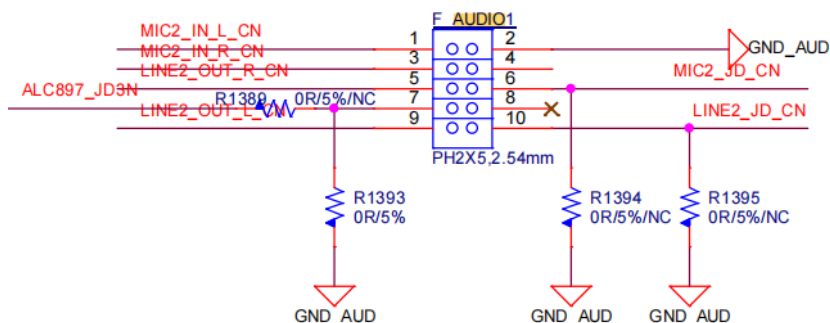 F_AUDIO1
MIC2_IN_L_CN
1 2
MIC2_IN_R_CN
3 4
GND_AUD
LINE2_OUT_R_CN
5 6
MIC2_JD_CN
ALC897_JD3N
R1389 0R/5%/NC
7 8
LINE2_OUT_L_CN
9 10
LINE2_JD_CN
PH2X5,2.54mm
R1393
0R/5%
R1394
0R/5%/NC
R1395
0R/5%/NC
GND_AUD
GND_AUD
GND_AUD